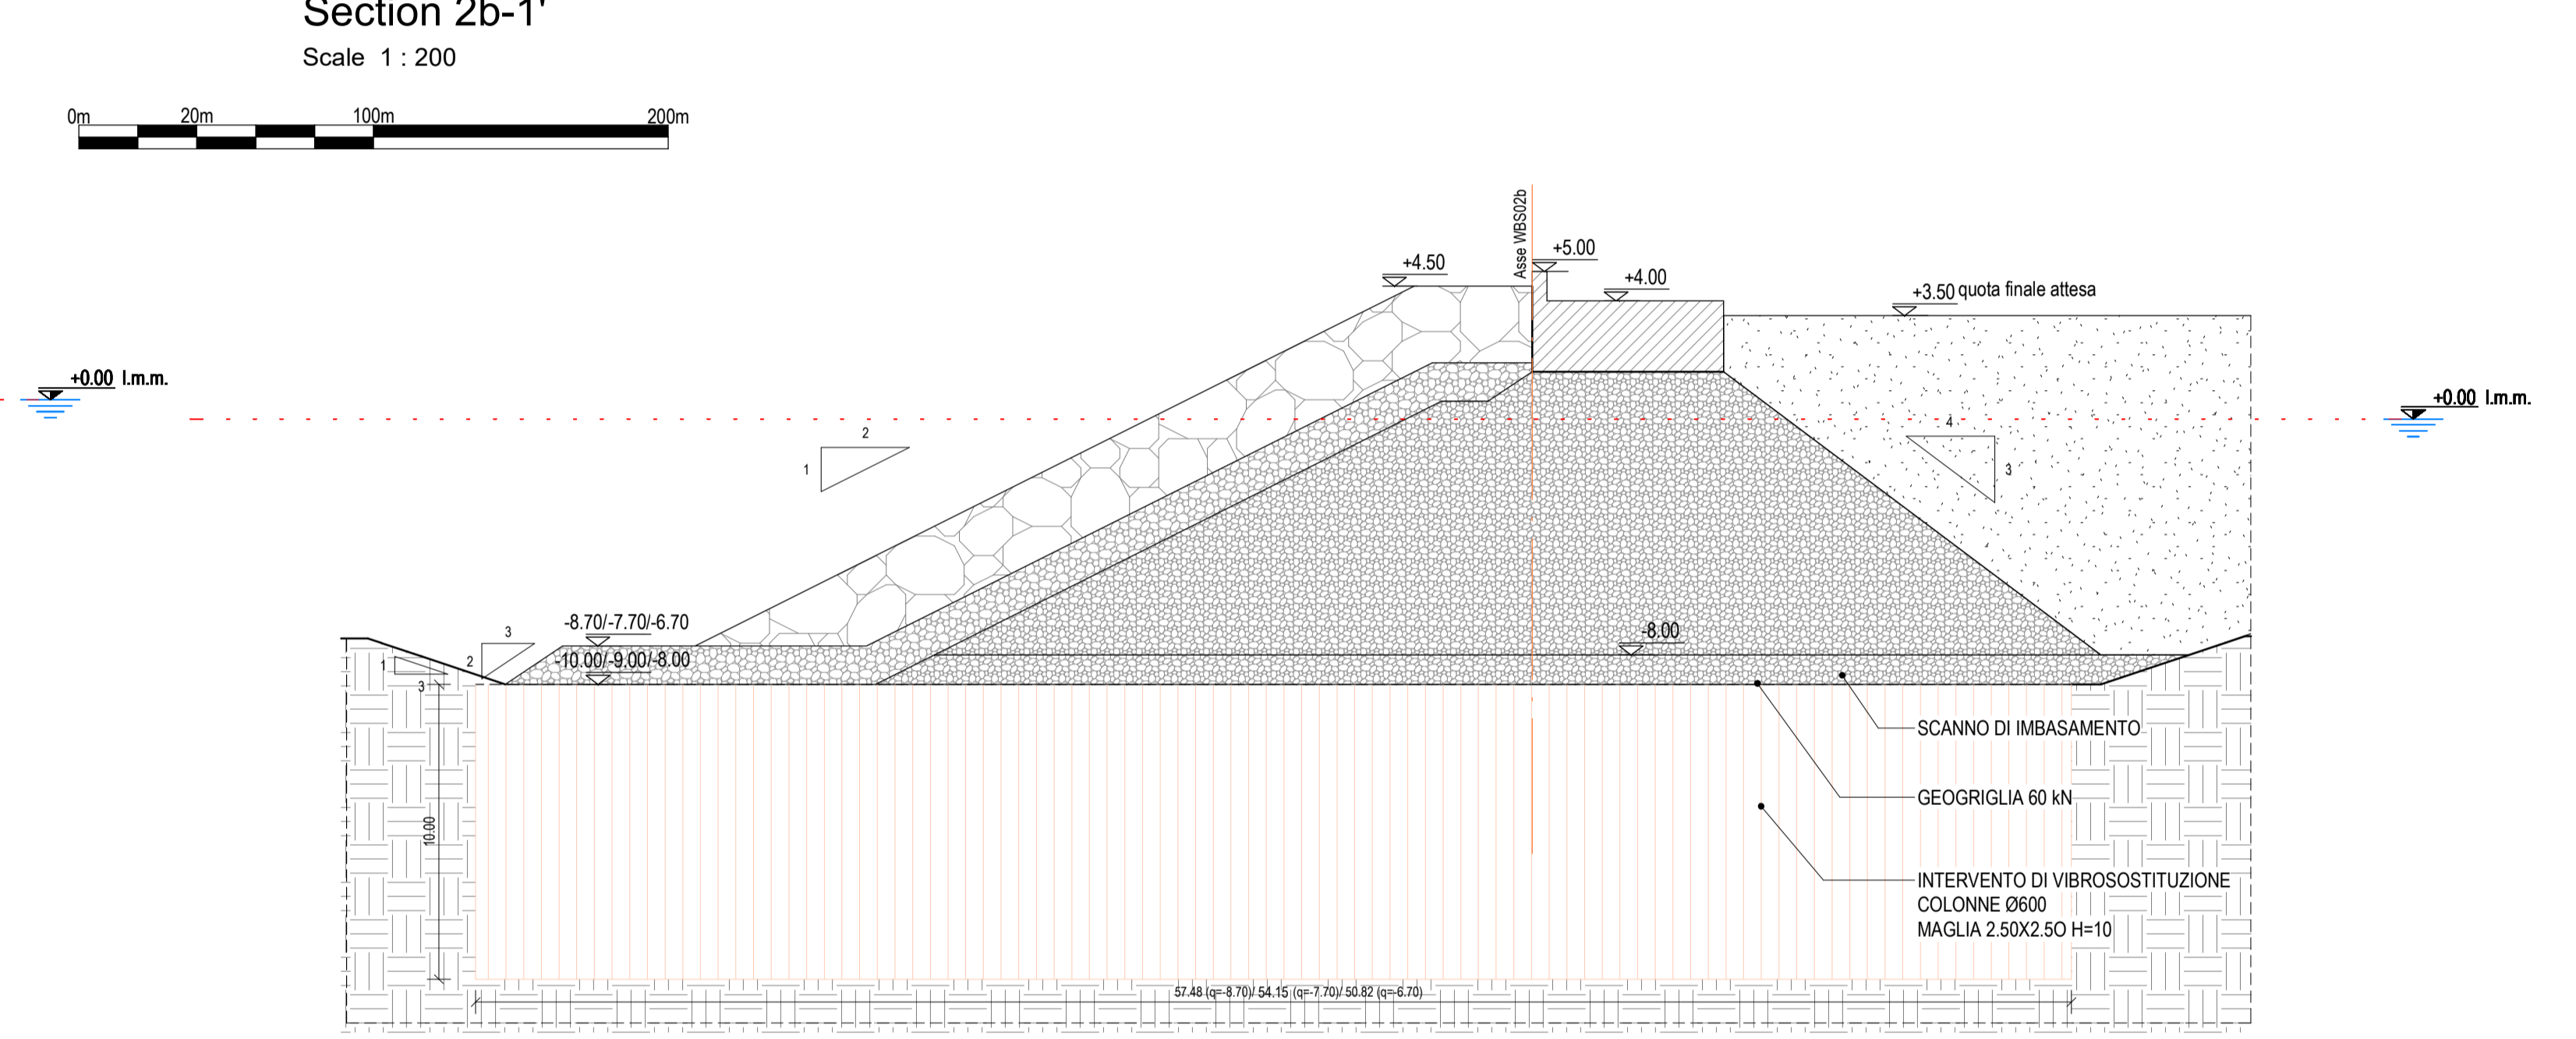 Section 2b-1'
Scale 1 : 200
0m 20m 100m 200m
Asse WBS02b
+5.00
+4.50
+4.00
+3.50 quota finale attesa
+0.00 l.m.m.
+0.00 l.m.m.
2
1
4
3
-8.70/-7.70/-6.70
3
2
-8.00
-10.00/-9.00/-8.00
1
3
SCANNO DI IMBASAMENTO
GEOGRIGLIA 60 kN
10.00
INTERVENTO DI VIBROSOSTITUZIONE
COLONNE Ø600
MAGLIA 2.50X2.5O H=10
57.48 (q=-8.70)/ 54.15 (q=-7.70)/ 50.82 (q=-6.70)